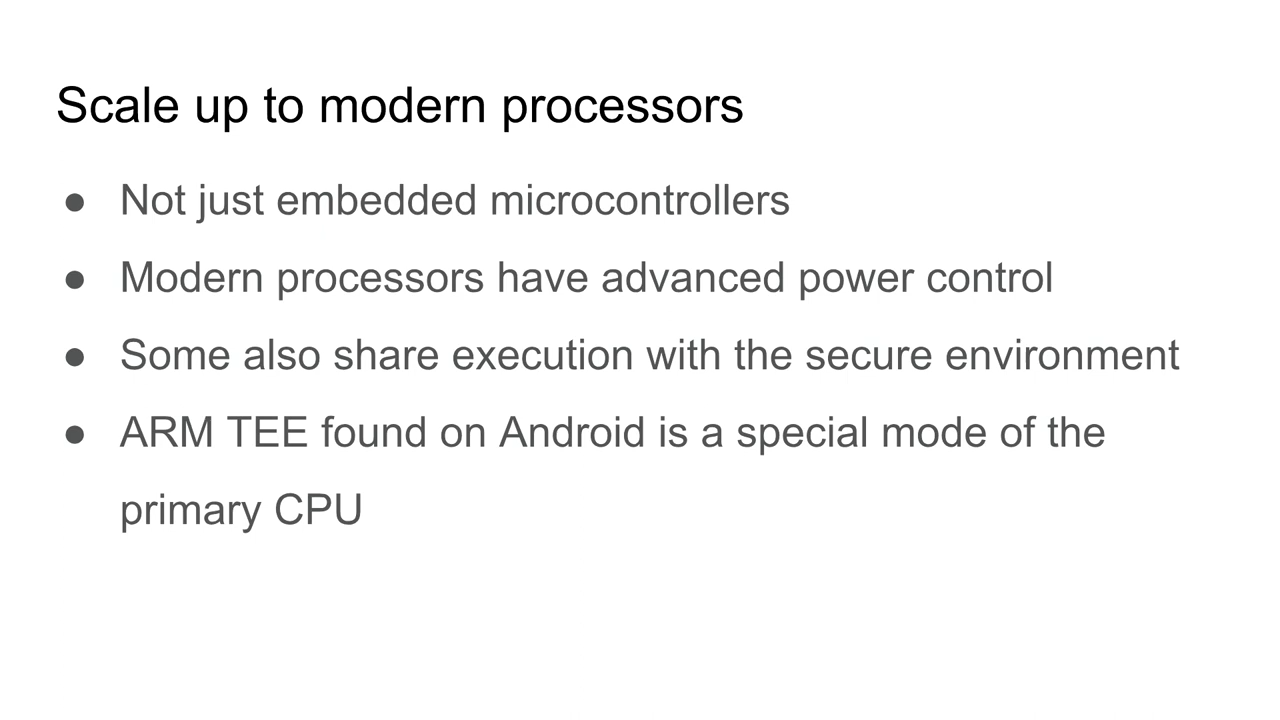 Scale up to modern processors
● Not just embedded microcontrollers
● Modern processors have advanced power control
● Some also share execution with the secure environment
● ARM TEE found on Android is a special mode of the
primary CPU